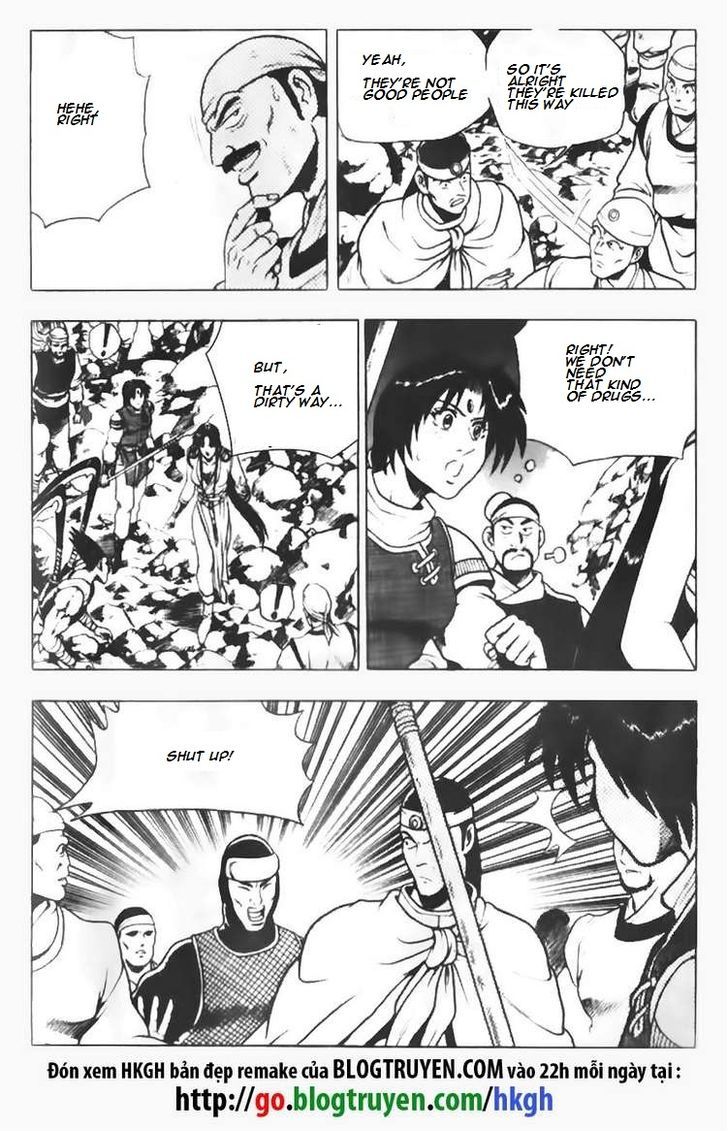 HEHE,
RIGHT
YEAH,
THEY'RE NOT
GOOD PEOPLE
SO IT'S
ALRIGHT
THEY'RE KILLED
THIS WAY
BUT,
THAT'S A
DIRTY WAY...
RIGHT!
WE DON'T
NEED
THAT KIND
OF DRUGS...
SHUT UP!
Đón xem HKGH bản đẹp remake của BLOGTRUYEN.COM vào 22h mỗi ngày tại :
http://go.blogtruyen.com/hkgh